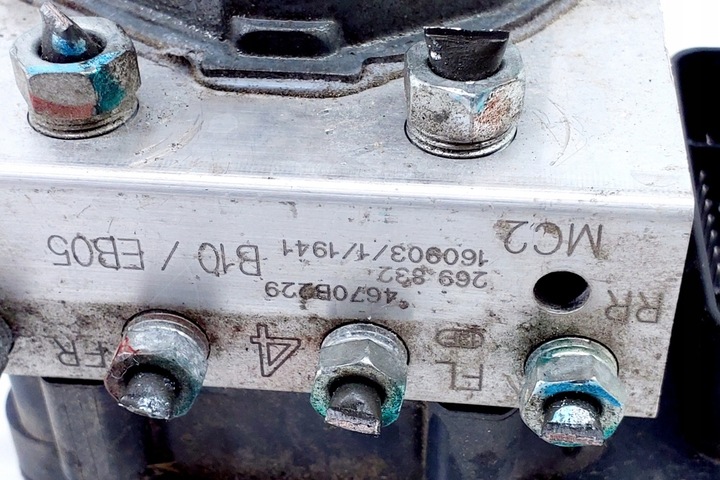 RR
FL
4
FR
4670B229
269 832
160903/1/1941
B10 / EB05
MC2